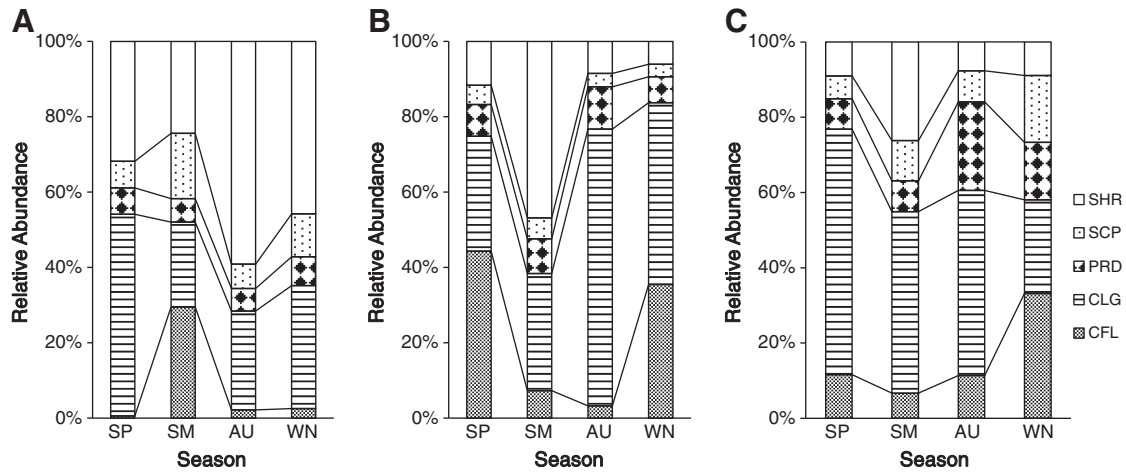 A
100%
80%
60%
40%
20%
0%
Relative Abundance
SP SM AU WN
Season
B
100%
80%
60%
40%
20%
0%
Relative Abundance
SP SM AU WN
Season
C
100%
80%
60%
40%
20%
0%
Relative Abundance
SP SM AU WN
Season
SHR
SCP
PRD
CLG
CFL